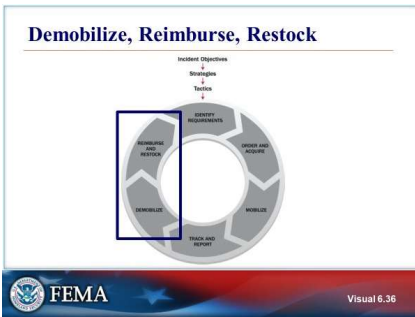 Demobilize, Reimburse, Restock
Incident Objectives
Strategies
Tactics
IDENTIFY
REQUIREMENTS
ORDER AND
ACQUIRE
MOBILIZE
TRACK AND
REPORT
DEMOBILIZE
REIMBURSE
AND
RESTOCK
FEMA
Visual 6.36